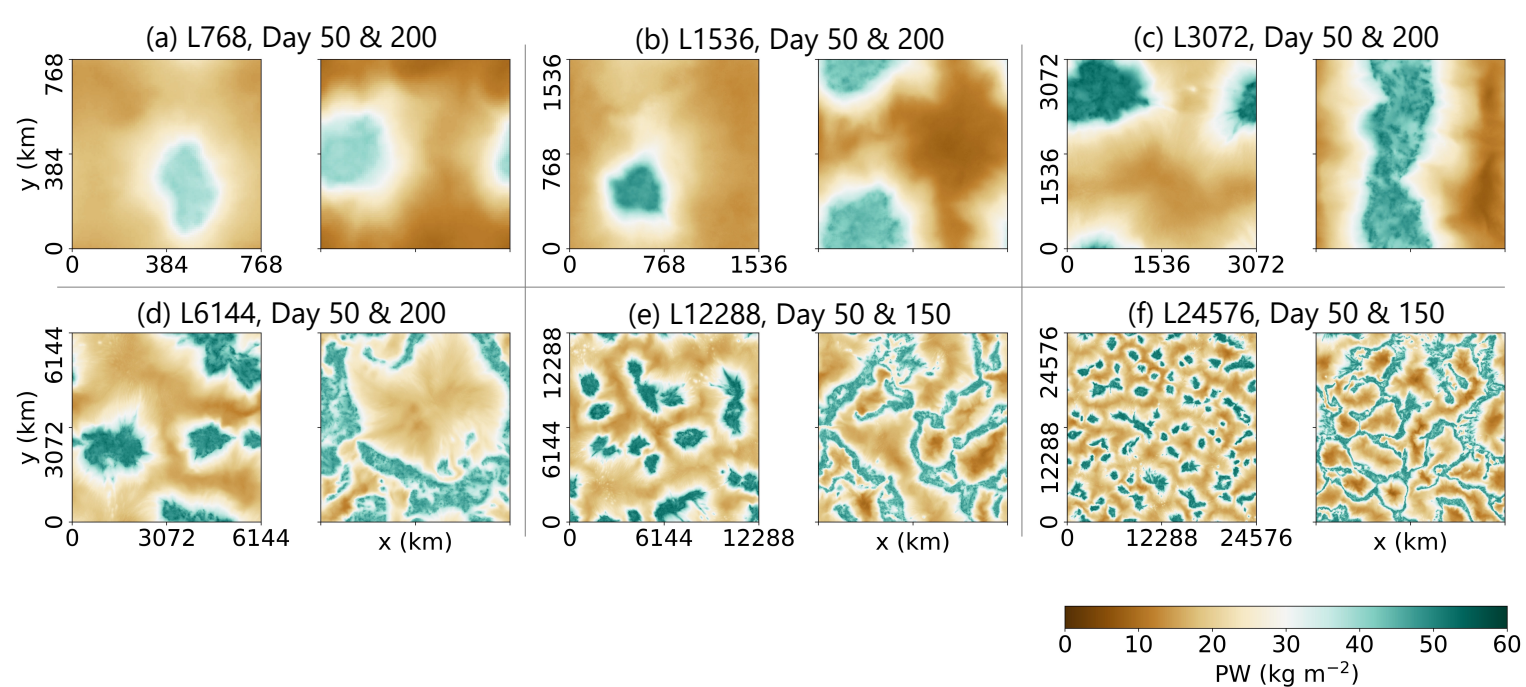 (a) L768, Day 50 & 200
(b) L1536, Day 50 & 200
(c) L3072, Day 50 & 200
y (km)
768
384
0
0 384 768
1536
768
0
0 768 1536
3072
1536
0
0 1536 3072
(d) L6144, Day 50 & 200
(e) L12288, Day 50 & 150
(f) L24576, Day 50 & 150
y (km)
6144
3072
0
0 3072 6144
x (km)
12288
6144
0
0 6144 12288
x (km)
24576
12288
0
0 12288 24576
x (km)
0 10 20 30 40 50 60
PW (kg m⁻²)